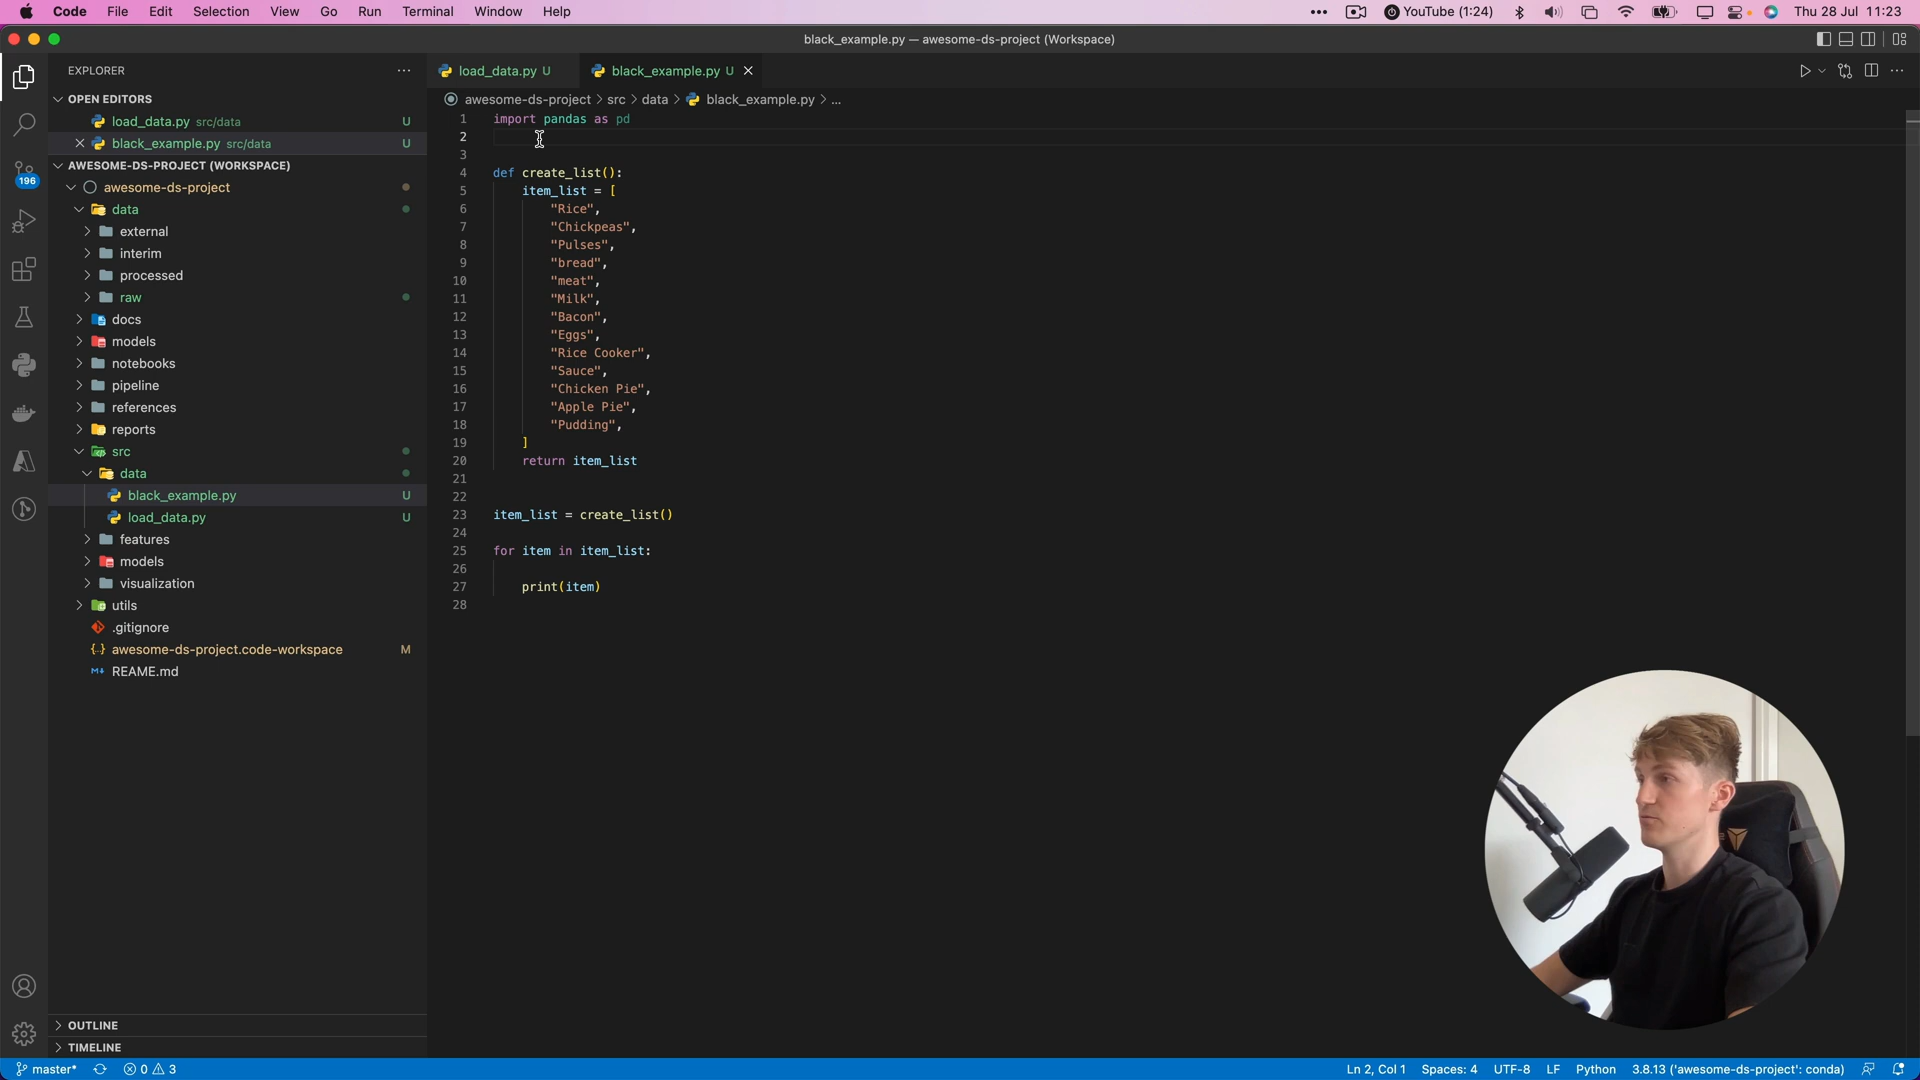 Code File Edit Selection View Go Run Terminal Window Help
YouTube (1:24) Thu 28 Jul 11:23
black_example.py — awesome-ds-project (Workspace)
EXPLORER
OPEN EDITORS
load_data.py src/data U
black_example.py src/data U
AWESOME-DS-PROJECT (WORKSPACE)
awesome-ds-project
data
external
interim
processed
raw
docs
models
notebooks
pipeline
references
reports
src
data
black_example.py U
load_data.py U
features
models
visualization
utils
.gitignore
awesome-ds-project.code-workspace M
REAME.md
OUTLINE
TIMELINE
196
load_data.py U
black_example.py U
awesome-ds-project > src > data > black_example.py > ...
1 import pandas as pd
2
3
4 def create_list():
5 item_list = [
6 "Rice",
7 "Chickpeas",
8 "Pulses",
9 "bread",
10 "meat",
11 "Milk",
12 "Bacon",
13 "Eggs",
14 "Rice Cooker",
15 "Sauce",
16 "Chicken Pie",
17 "Apple Pie",
18 "Pudding",
19 ]
20 return item_list
21
22
23 item_list = create_list()
24
25 for item in item_list:
26
27 print(item)
28
master* 0 3
Ln 2, Col 1 Spaces: 4 UTF-8 LF Python 3.8.13 ('awesome-ds-project': conda)